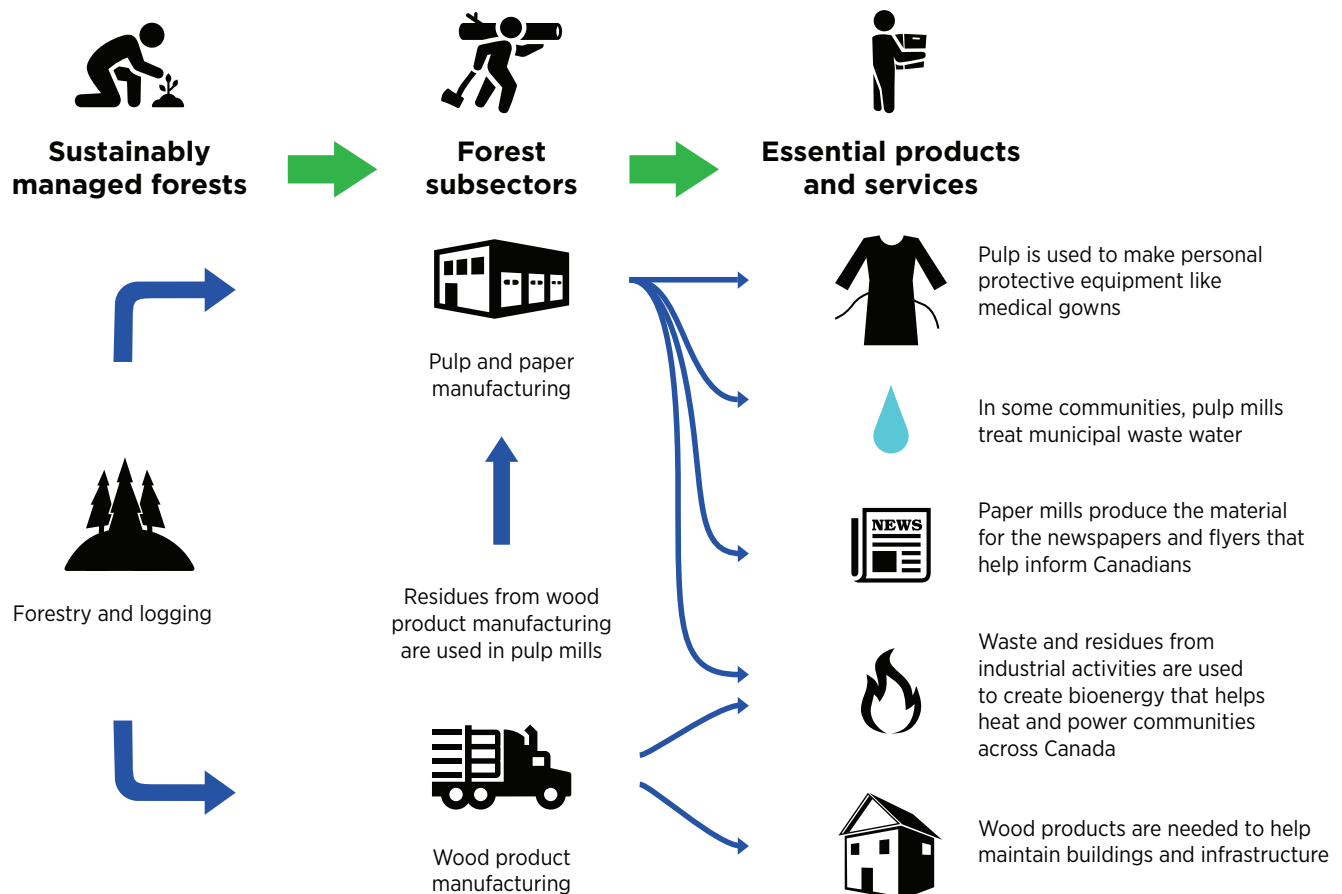 Sustainably
managed forests
Forest
subsectors
Essential products
and services
Forestry and logging
Pulp and paper
manufacturing
Residues from wood
product manufacturing
are used in pulp mills
Wood product
manufacturing
Pulp is used to make personal
protective equipment like
medical gowns
In some communities, pulp mills
treat municipal waste water
NEWS
Paper mills produce the material
for the newspapers and flyers that
help inform Canadians
Waste and residues from
industrial activities are used
to create bioenergy that helps
heat and power communities
across Canada
Wood products are needed to help
maintain buildings and infrastructure